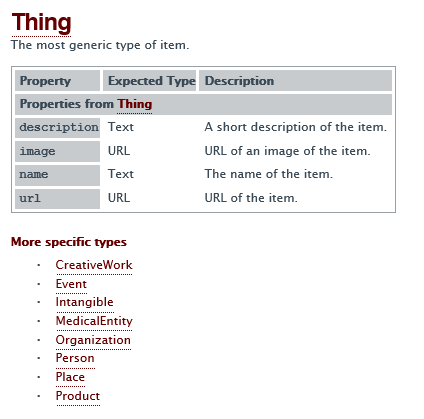 Thing
The most generic type of item.
Property Expected Type Description
Properties from Thing
description Text A short description of the item.
image URL URL of an image of the item.
name Text The name of the item.
url URL URL of the item.
More specific types
· CreativeWork
· Event
· Intangible
· MedicalEntity
· Organization
· Person
· Place
· Product